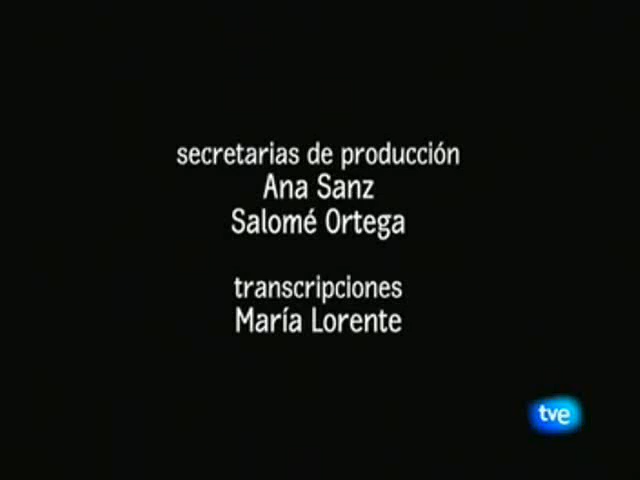 secretarias de producción
Ana Sanz
Salomé Ortega
transcripciones
María Lorente
tve